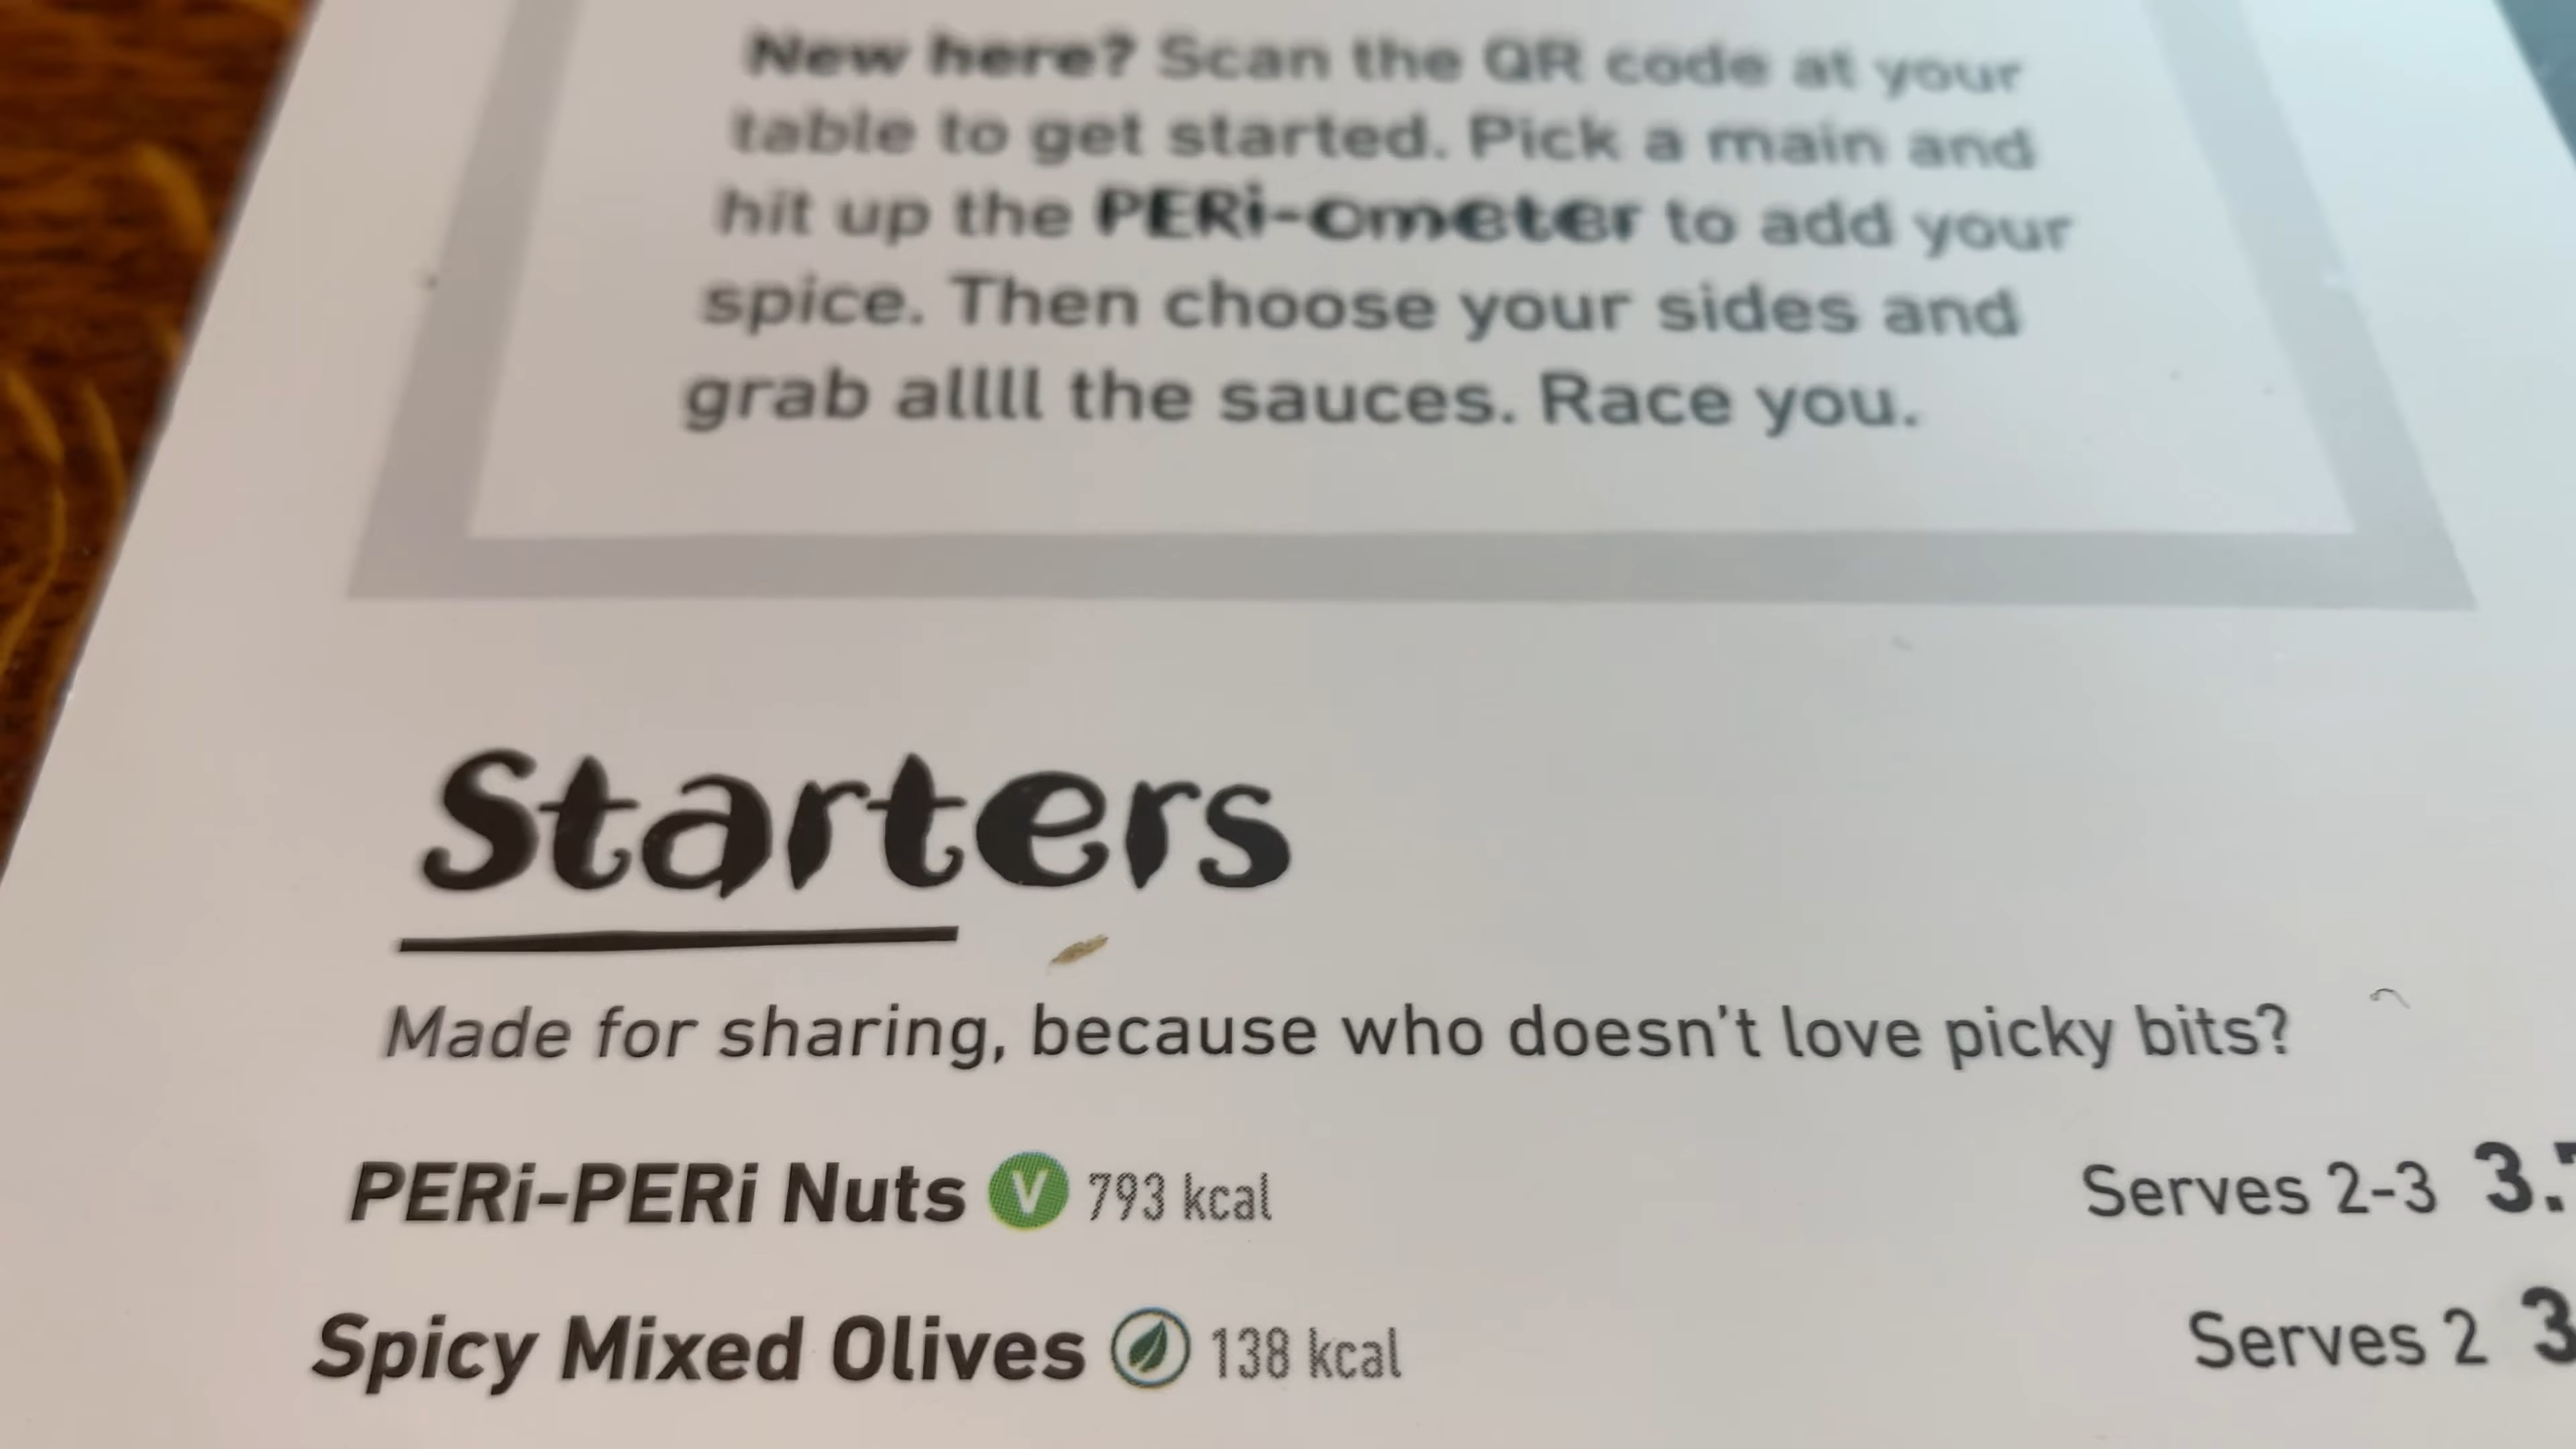 New here? Scan the QR code at your
table to get started. Pick a main and
hit up the PERi-ometer to add your
spice. Then choose your sides and
grab allll the sauces. Race you.
Starters
Made for sharing, because who doesn't love picky bits?
PERi-PERi Nuts V 793 kcal Serves 2-3 3.
Spicy Mixed Olives 138 kcal Serves 2 3